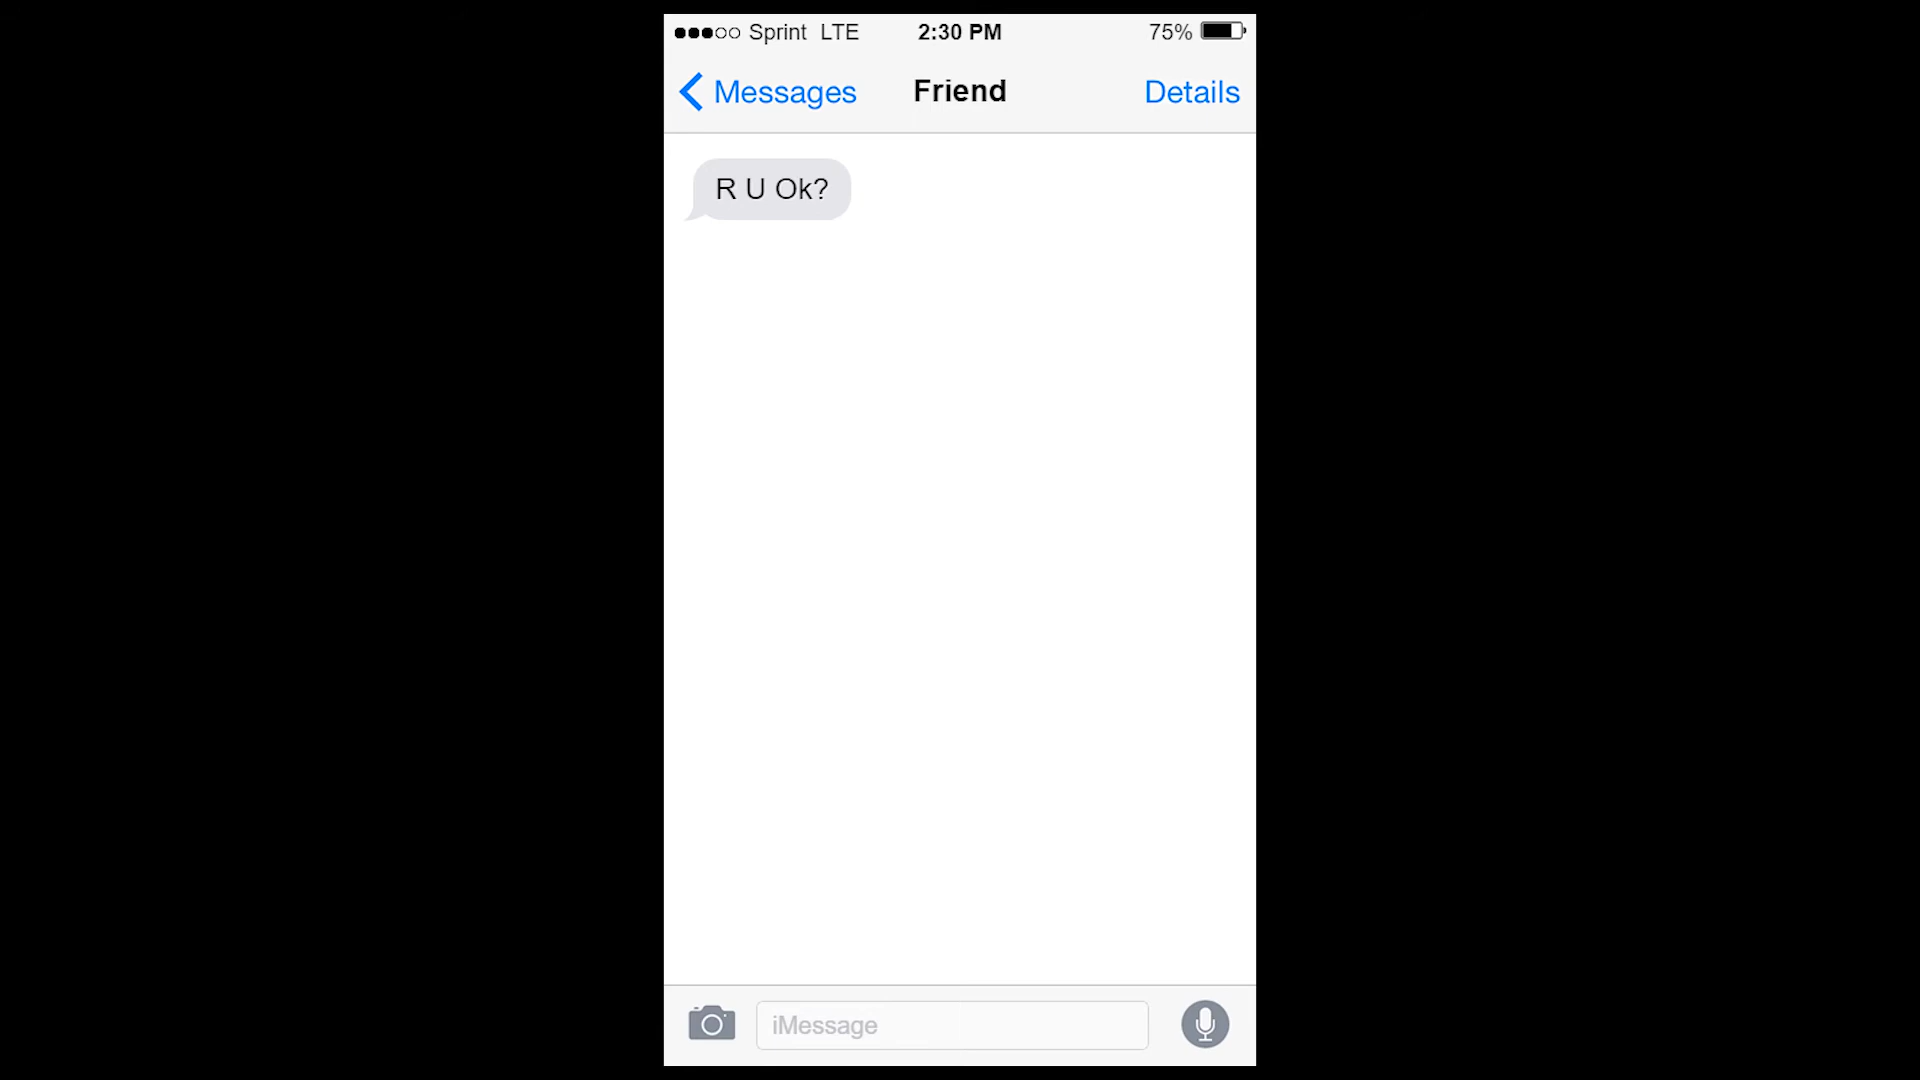 Sprint LTE 2:30 PM 75%
Messages Friend Details
R U Ok?
iMessage